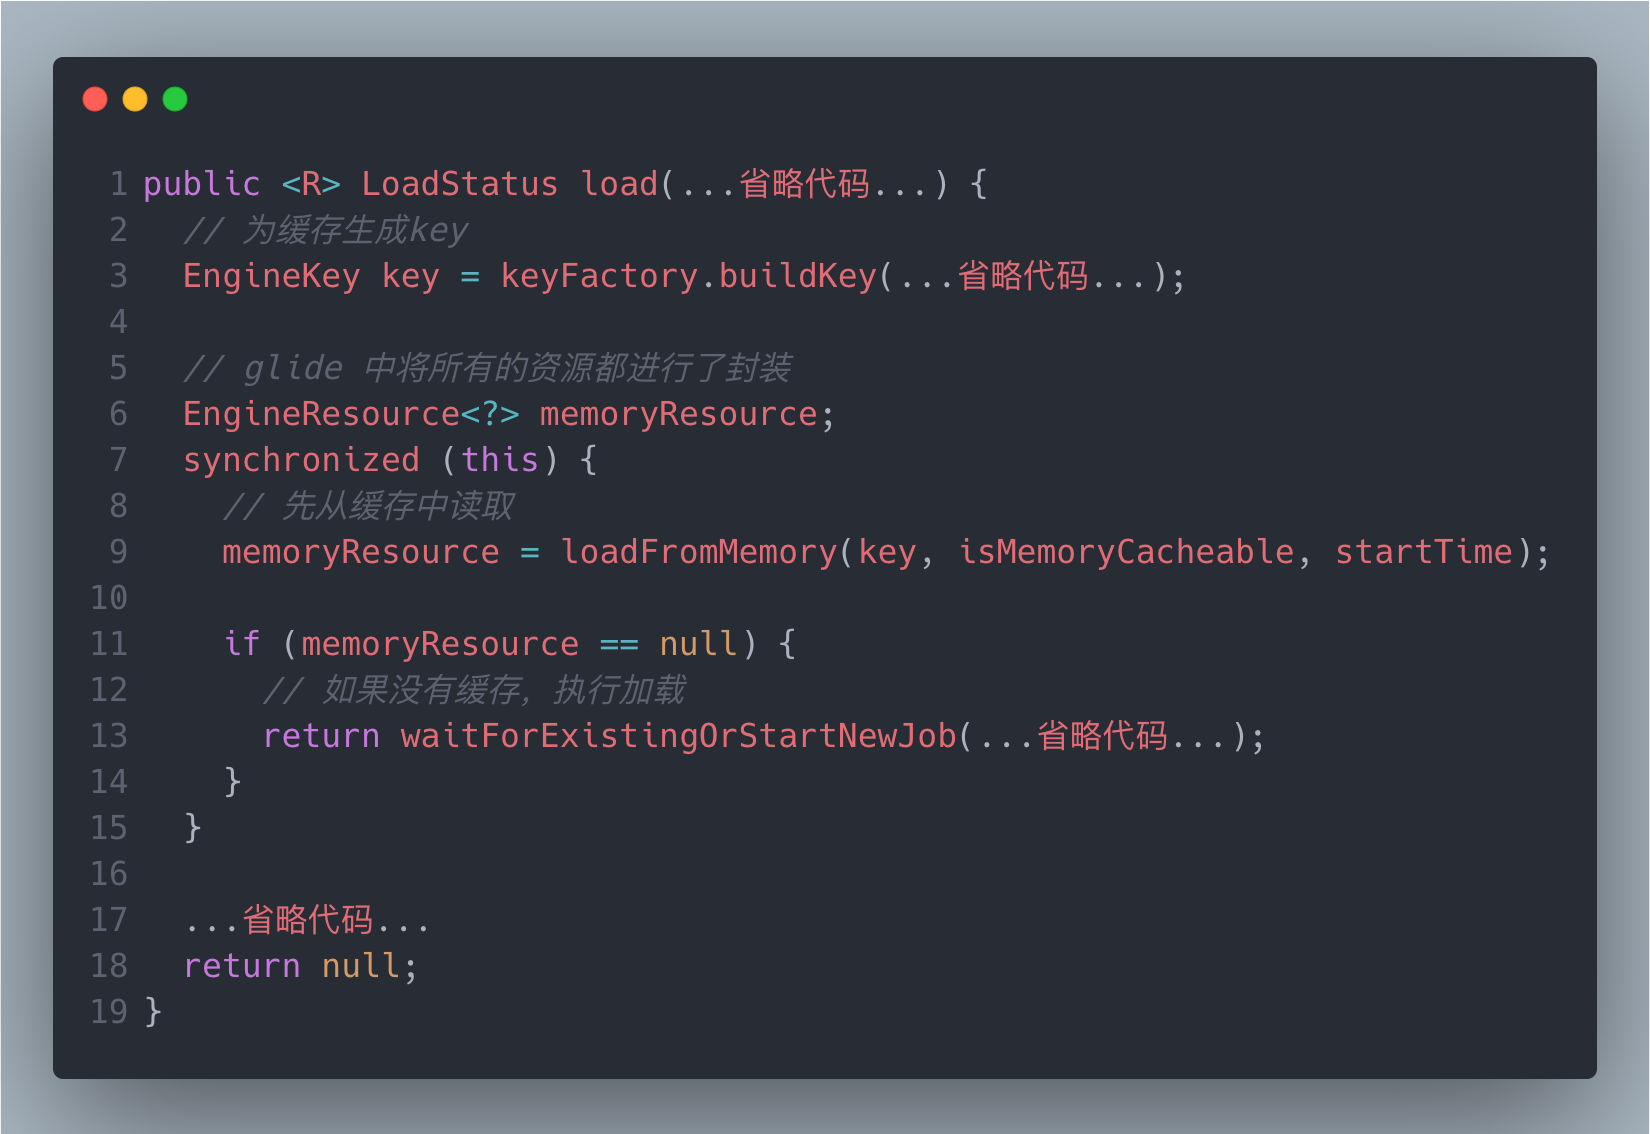 1 public <R> LoadStatus load(...省略代码...) {
2   // 为缓存生成key
3   EngineKey key = keyFactory.buildKey(...省略代码...);
4
5   // glide 中将所有的资源都进行了封装
6   EngineResource<?> memoryResource;
7   synchronized (this) {
8     // 先从缓存中读取
9     memoryResource = loadFromMemory(key, isMemoryCacheable, startTime);
10
11     if (memoryResource == null) {
12       // 如果没有缓存，执行加载
13       return waitForExistingOrStartNewJob(...省略代码...);
14     }
15   }
16
17   ...省略代码...
18   return null;
19 }